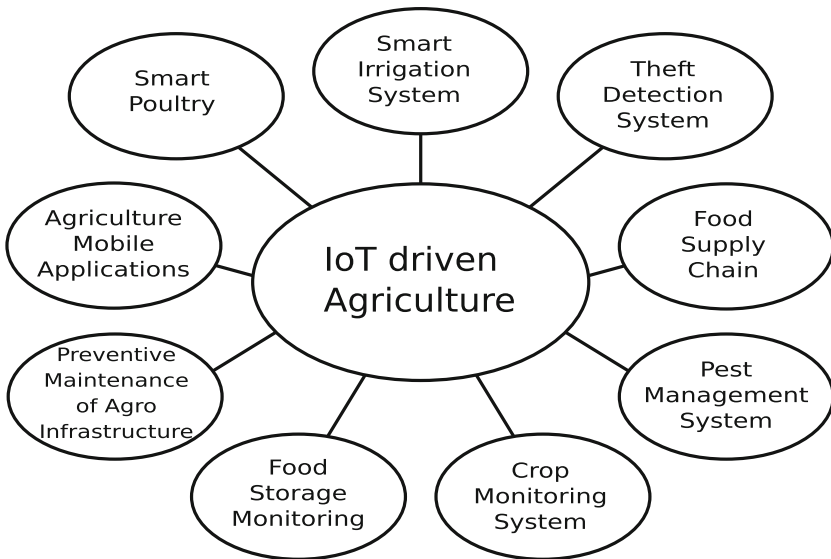 Smart
Irrigation
System
Smart
Poultry
Theft
Detection
System
Agriculture
Mobile
Applications
Food
Supply
Chain
IoT driven
Agriculture
Preventive
Maintenance
of Agro
Infrastructure
Pest
Management
System
Food
Storage
Monitoring
Crop
Monitoring
System